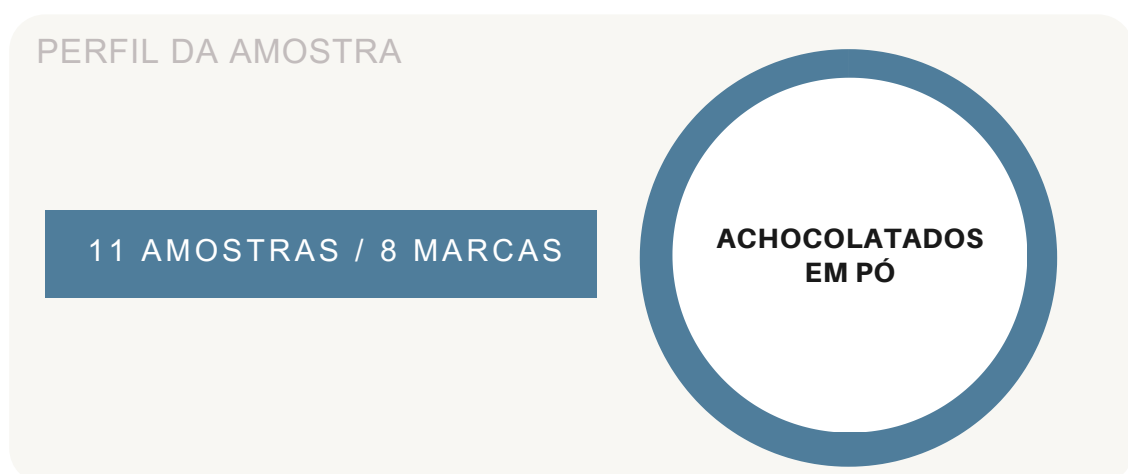 PERFIL DA AMOSTRA
11 AMOSTRAS / 8 MARCAS
ACHOCOLATADOS
EM PÓ